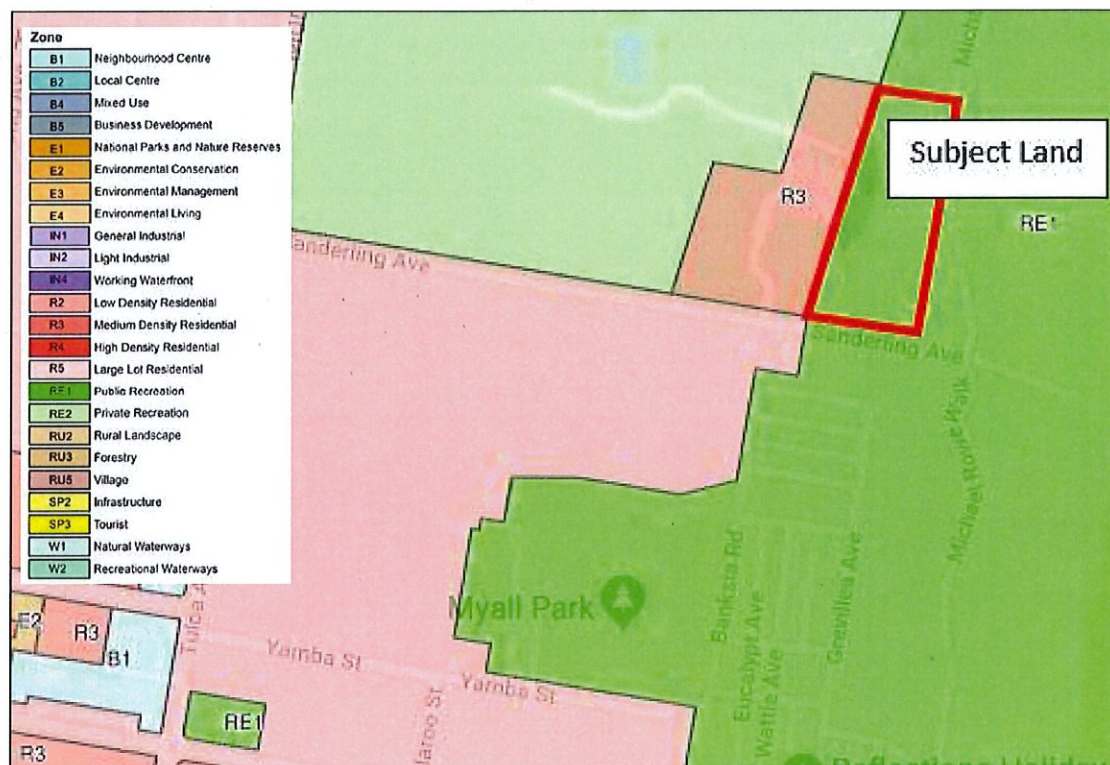 Zone
B1 Neighbourhood Centre
B2 Local Centre
B4 Mixed Use
B5 Business Development
E1 National Parks and Nature Reserves
E2 Environmental Conservation
E3 Environmental Management
E4 Environmental Living
IN1 General Industrial
IN2 Light Industrial
IN4 Working Waterfront
R2 Low Density Residential
R3 Medium Density Residential
R4 High Density Residential
R5 Large Lot Residential
RE1 Public Recreation
RE2 Private Recreation
RU2 Rural Landscape
RU3 Forestry
RU5 Village
SP2 Infrastructure
SP3 Tourist
W1 Natural Waterways
W2 Recreational Waterways
Subject Land
R3
RE1
Sanderling Ave
Sanderling Ave
Michael Rowe Walk
Myall Park
Banksia Rd
Eucalypt Ave
Wattle Ave
Greenlea Ave
E2
R3
B1
Yamba St
Yamba St
RE1
R3
Reflections Holiday